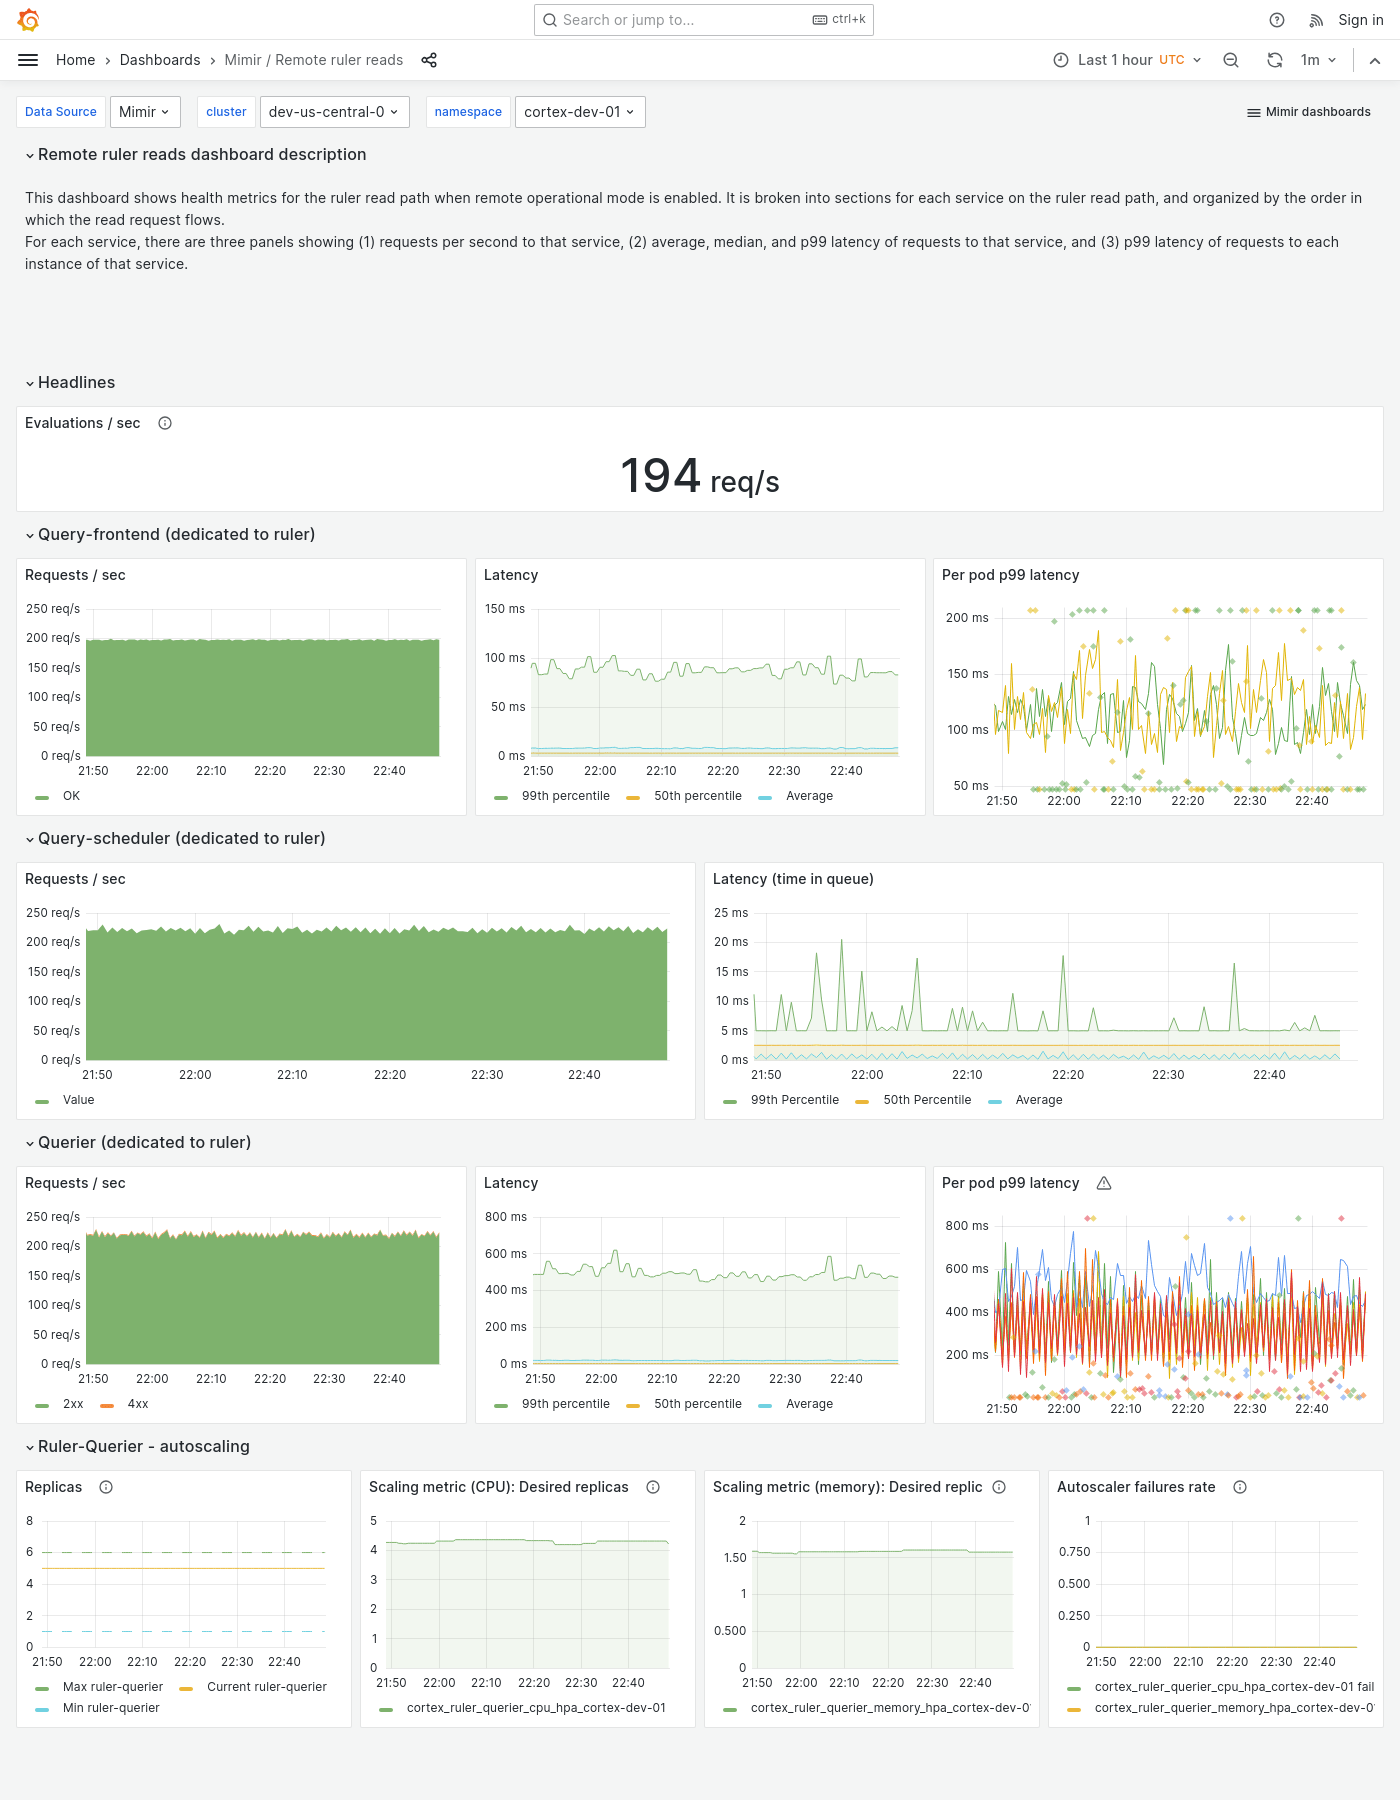 Search or jump to...
ctrl+k
Sign in
Home › Dashboards › Mimir / Remote ruler reads
Last 1 hour UTC
1m
Data Source
Mimir
cluster
dev-us-central-0
namespace
cortex-dev-01
Mimir dashboards
Remote ruler reads dashboard description
This dashboard shows health metrics for the ruler read path when remote operational mode is enabled. It is broken into sections for each service on the ruler read path, and organized by the order in
which the read request flows.
For each service, there are three panels showing (1) requests per second to that service, (2) average, median, and p99 latency of requests to that service, and (3) p99 latency of requests to each
instance of that service.
Headlines
Evaluations / sec
194 req/s
Query-frontend (dedicated to ruler)
Requests / sec
250 req/s
200 req/s
150 req/s
100 req/s
50 req/s
0 req/s
21:50 22:00 22:10 22:20 22:30 22:40
OK
Latency
150 ms
100 ms
50 ms
0 ms
21:50 22:00 22:10 22:20 22:30 22:40
99th percentile 50th percentile Average
Per pod p99 latency
200 ms
150 ms
100 ms
50 ms
21:50 22:00 22:10 22:20 22:30 22:40
Query-scheduler (dedicated to ruler)
Requests / sec
250 req/s
200 req/s
150 req/s
100 req/s
50 req/s
0 req/s
21:50 22:00 22:10 22:20 22:30 22:40
Value
Latency (time in queue)
25 ms
20 ms
15 ms
10 ms
5 ms
0 ms
21:50 22:00 22:10 22:20 22:30 22:40
99th Percentile 50th Percentile Average
Querier (dedicated to ruler)
Requests / sec
250 req/s
200 req/s
150 req/s
100 req/s
50 req/s
0 req/s
21:50 22:00 22:10 22:20 22:30 22:40
2xx 4xx
Latency
800 ms
600 ms
400 ms
200 ms
0 ms
21:50 22:00 22:10 22:20 22:30 22:40
99th percentile 50th percentile Average
Per pod p99 latency
800 ms
600 ms
400 ms
200 ms
21:50 22:00 22:10 22:20 22:30 22:40
Ruler-Querier - autoscaling
Replicas
8
6
4
2
0
21:50 22:00 22:10 22:20 22:30 22:40
Max ruler-querier Current ruler-querier
Min ruler-querier
Scaling metric (CPU): Desired replicas
5
4
3
2
1
0
21:50 22:00 22:10 22:20 22:30 22:40
cortex_ruler_querier_cpu_hpa_cortex-dev-01
Scaling metric (memory): Desired replic
2
1.50
1
0.500
0
21:50 22:00 22:10 22:20 22:30 22:40
cortex_ruler_querier_memory_hpa_cortex-dev-01
Autoscaler failures rate
1
0.750
0.500
0.250
0
21:50 22:00 22:10 22:20 22:30 22:40
cortex_ruler_querier_cpu_hpa_cortex-dev-01 fail
cortex_ruler_querier_memory_hpa_cortex-dev-0